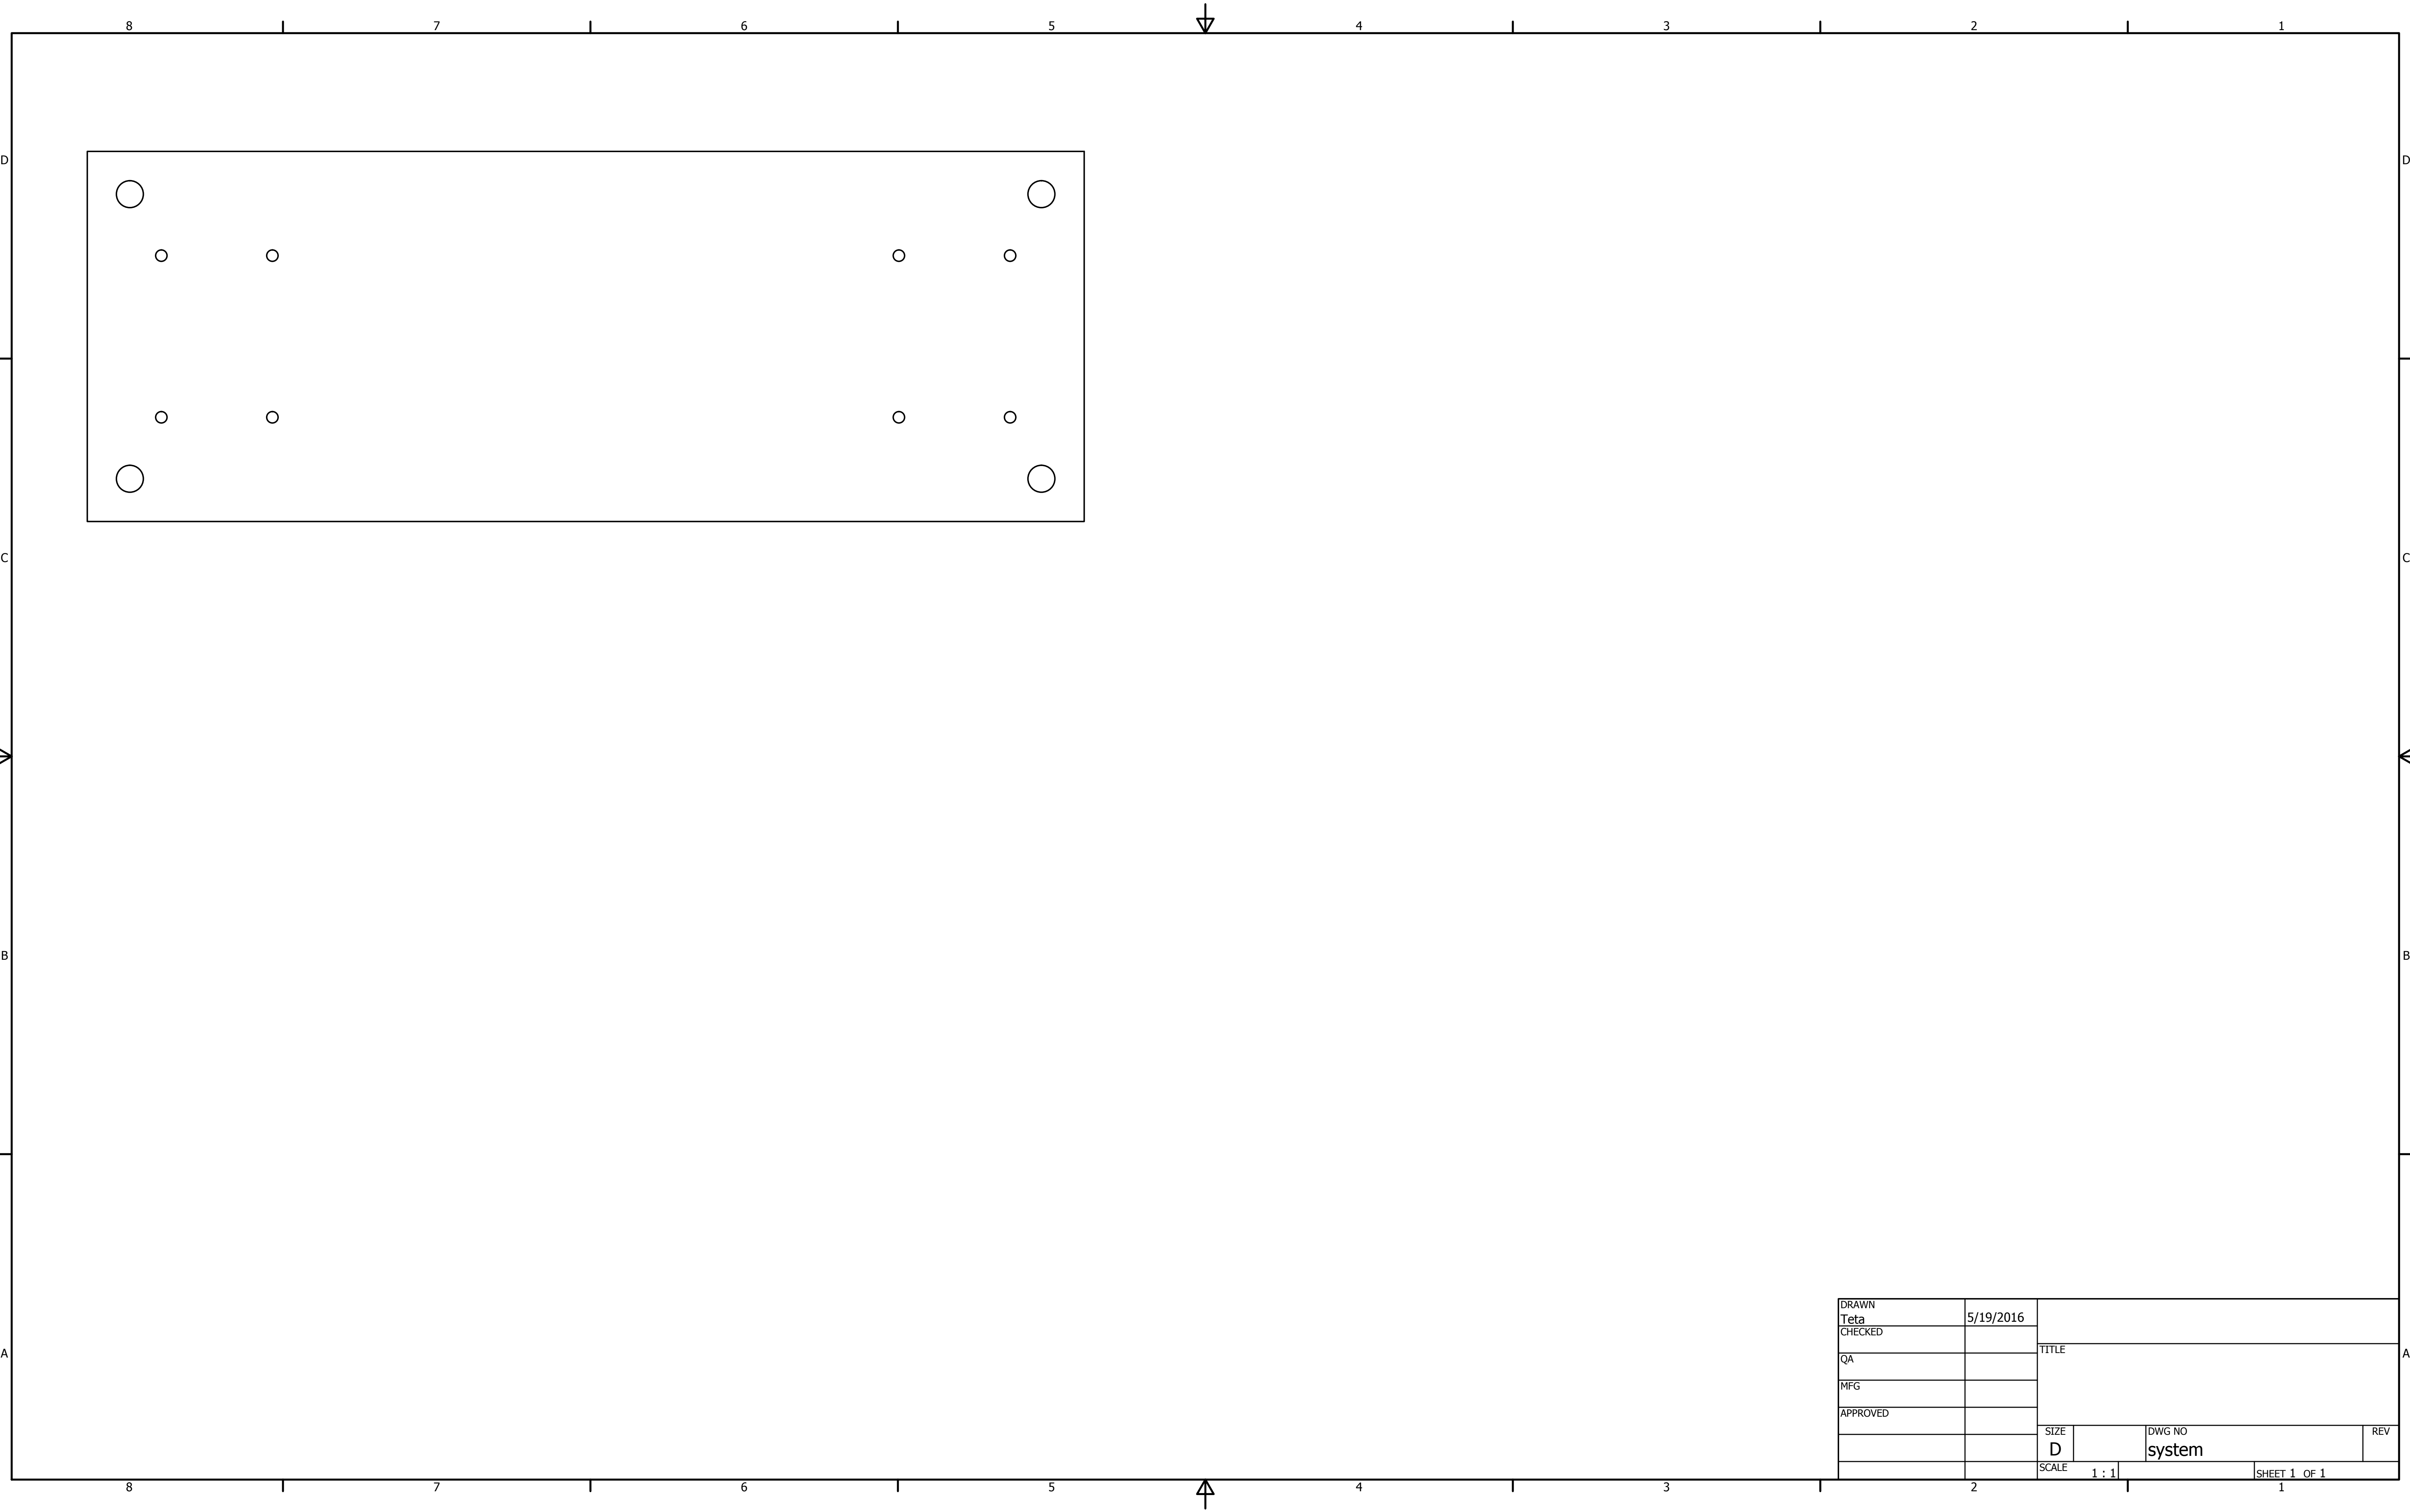 8 7 6 5 4 3 2 1
D D
C C
B B
A A
DRAWN
Teta 5/19/2016
CHECKED
QA
MFG
APPROVED
TITLE
SIZE DWG NO REV
D system
SCALE 1 : 1 SHEET 1 OF 1
8 7 6 5 4 3 2 1